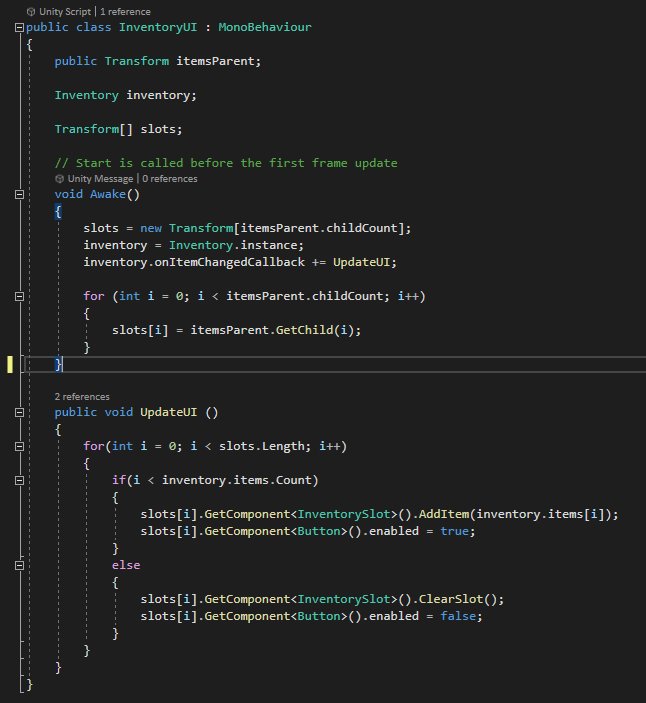 Unity Script | 1 reference
public class InventoryUI : MonoBehaviour
{
    public Transform itemsParent;

    Inventory inventory;

    Transform[] slots;

    // Start is called before the first frame update
    Unity Message | 0 references
    void Awake()
    {
        slots = new Transform[itemsParent.childCount];
        inventory = Inventory.instance;
        inventory.onItemChangedCallback += UpdateUI;

        for (int i = 0; i < itemsParent.childCount; i++)
        {
            slots[i] = itemsParent.GetChild(i);
        }
    }

    2 references
    public void UpdateUI ()
    {
        for(int i = 0; i < slots.Length; i++)
        {
            if(i < inventory.items.Count)
            {
                slots[i].GetComponent<InventorySlot>().AddItem(inventory.items[i]);
                slots[i].GetComponent<Button>().enabled = true;
            }
            else
            {
                slots[i].GetComponent<InventorySlot>().ClearSlot();
                slots[i].GetComponent<Button>().enabled = false;
            }
        }
    }
}